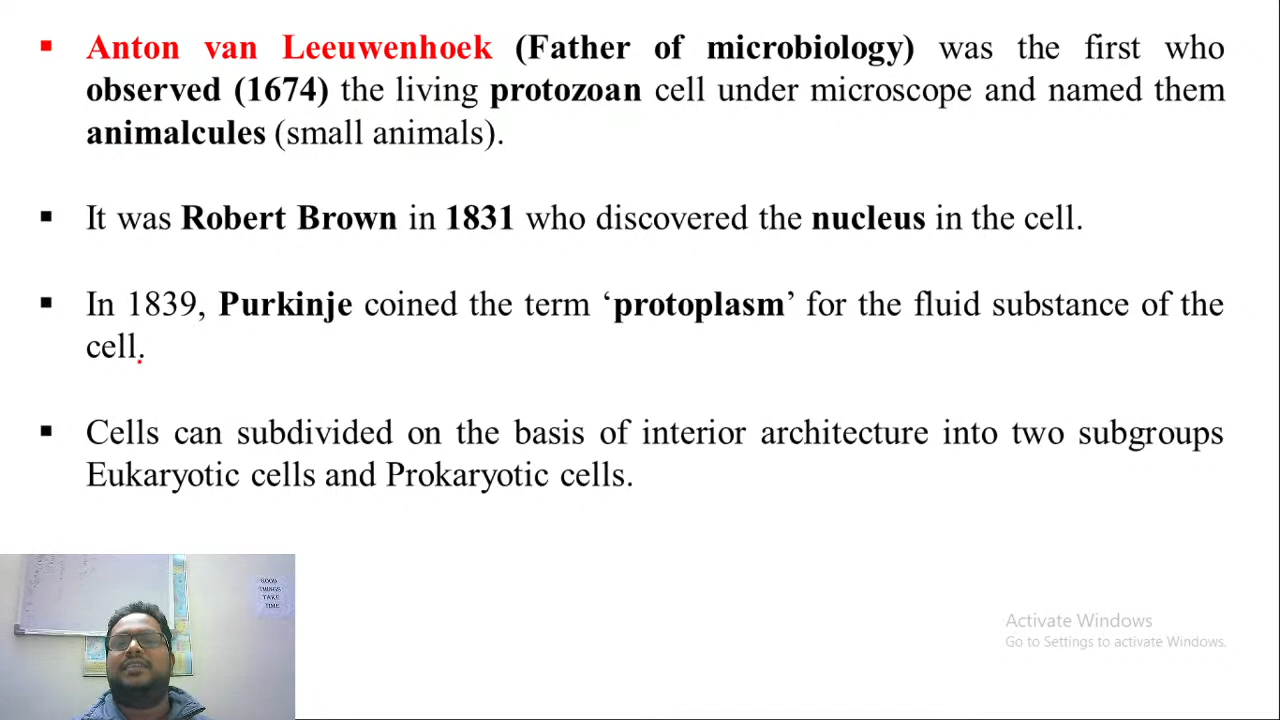 ▪ Anton van Leeuwenhoek (Father of microbiology) was the first who
observed (1674) the living protozoan cell under microscope and named them
animalcules (small animals).
▪ It was Robert Brown in 1831 who discovered the nucleus in the cell.
▪ In 1839, Purkinje coined the term ‘protoplasm’ for the fluid substance of the
cell.
▪ Cells can subdivided on the basis of interior architecture into two subgroups
Eukaryotic cells and Prokaryotic cells.
GOOD
THINGS
TAKE
TIME
Activate Windows
Go to Settings to activate Windows.